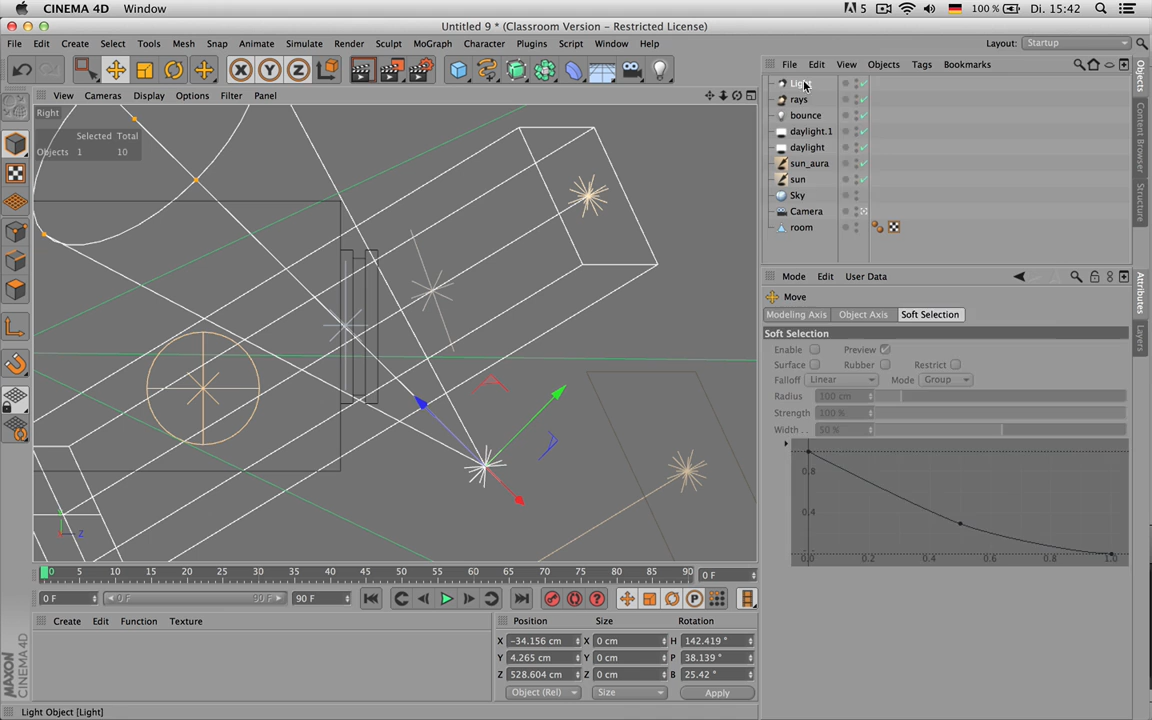 CINEMA 4D Window 5 100 % Di. 15:42
Untitled 9 * (Classroom Version - Restricted License)
File Edit Create Select Tools Mesh Snap Animate Simulate Render Sculpt MoGraph Character Plugins Script Window Help Layout: Startup
File Edit View Objects Tags Bookmarks
View Cameras Display Options Filter Panel
Right
Selected Total
Objects 1 10
Light
rays
bounce
daylight.1
daylight
sun_aura
sun
Sky
Camera
room
Objects
Content Browser
Structure
Mode Edit User Data
Move
Modeling Axis Object Axis Soft Selection
Soft Selection
Enable Preview
Surface Rubber Restrict
Falloff Linear Mode Group
Radius 100 cm
Strength 100 %
Width . . 50 %
0.8
0.4
0.0 0.2 0.4 0.6 0.8 1.0
Attributes
Layers
Z
0 5 10 15 20 25 30 35 40 45 50 55 60 65 70 75 80 85 90 0 F
0 F 0 F 90 F 90 F
Create Edit Function Texture
Position Size Rotation
X -34.156 cm X 0 cm H 142.419 °
Y 4.265 cm Y 0 cm P 38.139 °
Z 528.604 cm Z 0 cm B 25.42 °
Object (Rel) Size Apply
MAXON
CINEMA 4D
Light Object [Light]